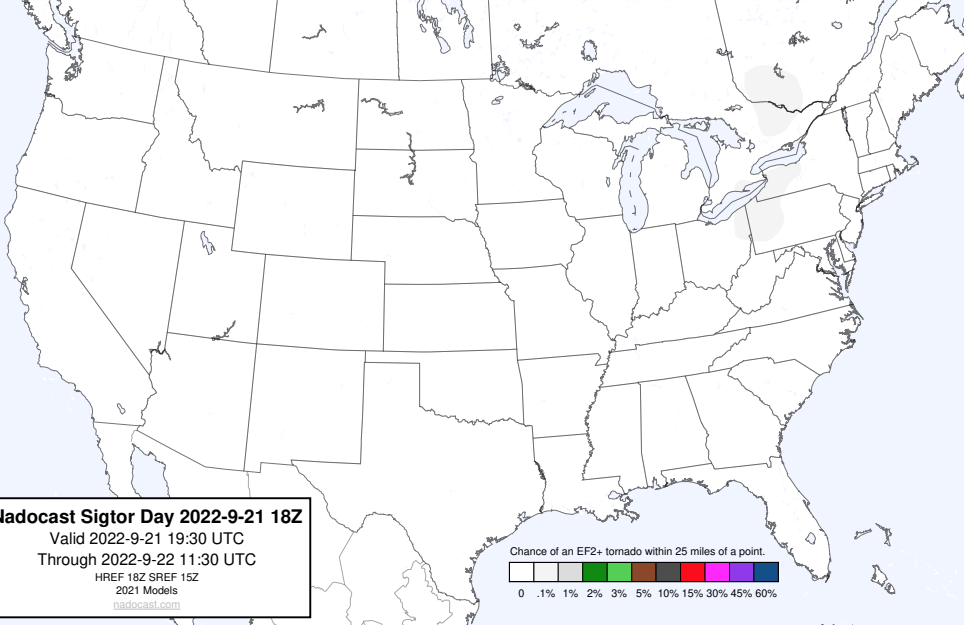 Nadocast Sigtor Day 2022-9-21 18Z
Valid 2022-9-21 19:30 UTC
Through 2022-9-22 11:30 UTC
HREF 18Z SREF 15Z
2021 Models
nadocast.com
Chance of an EF2+ tornado within 25 miles of a point.
0 .1% 1% 2% 3% 5% 10% 15% 30% 45% 60%